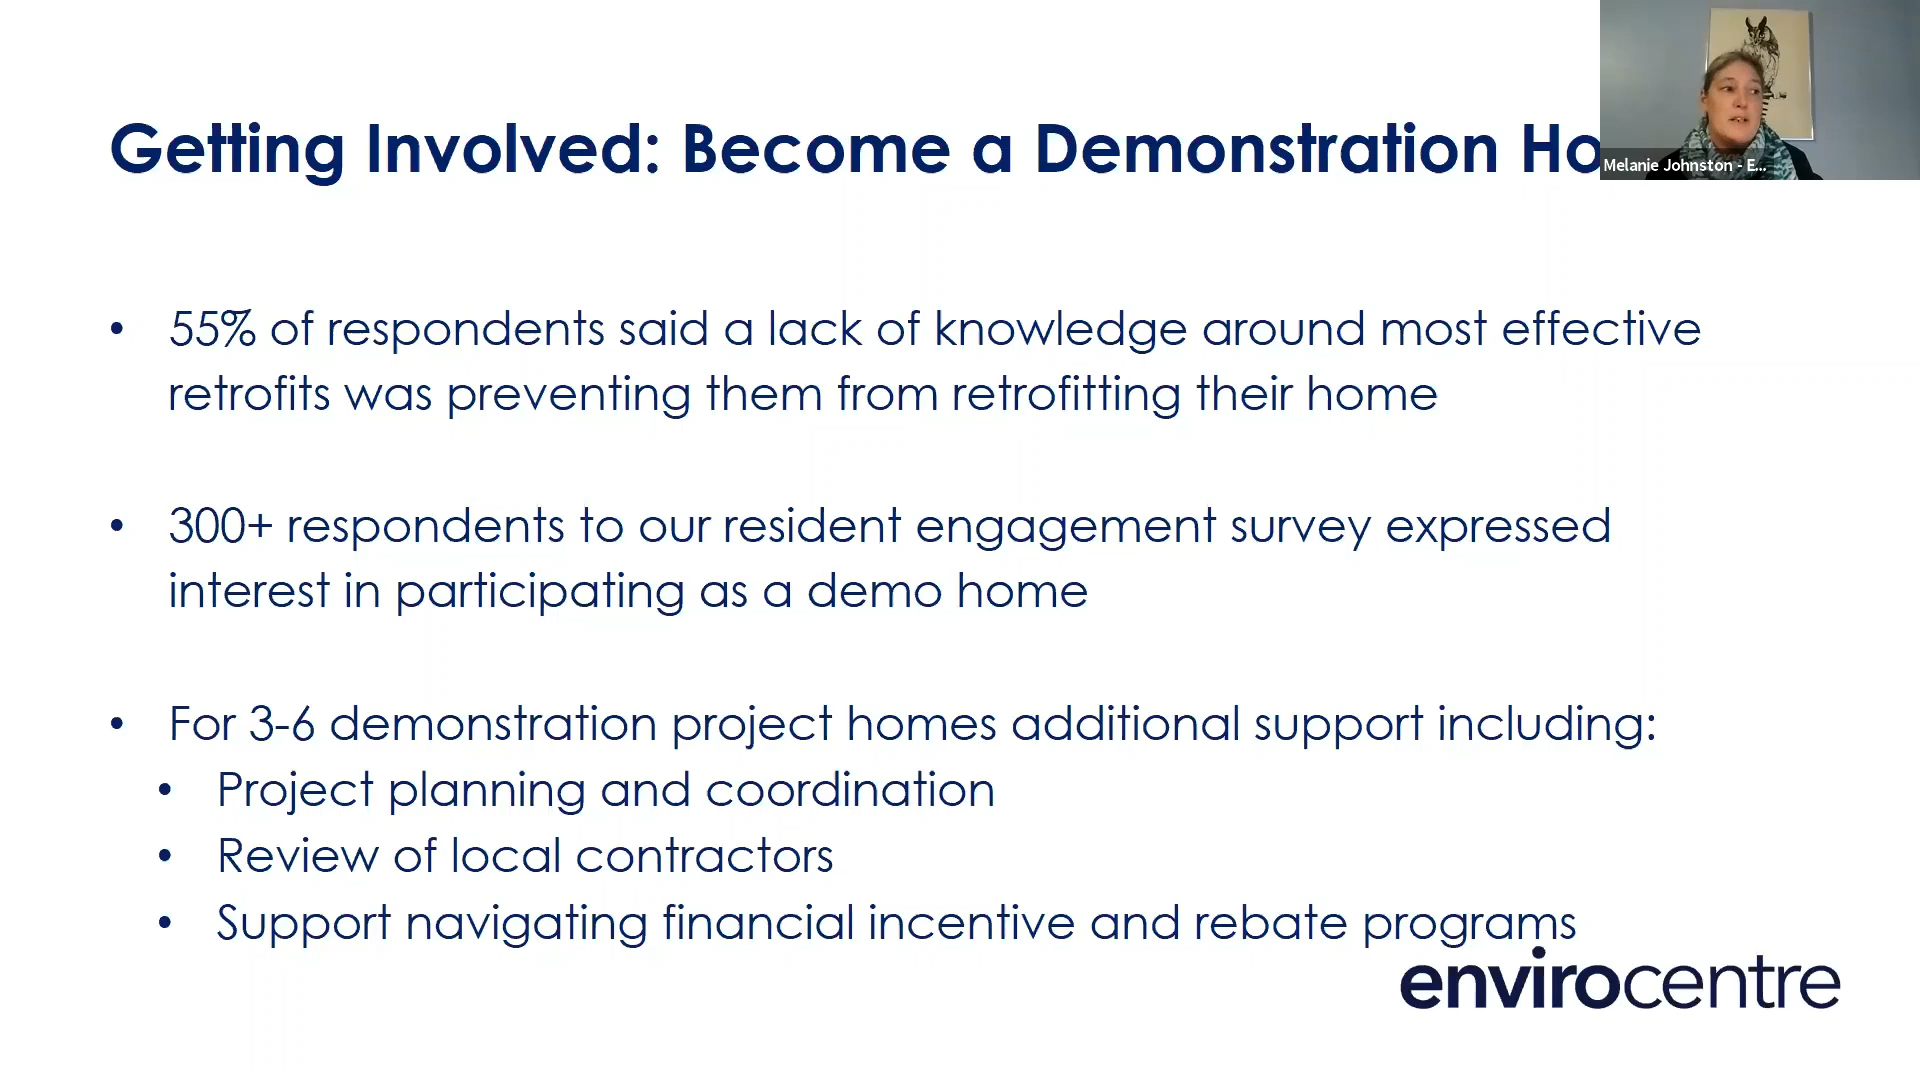 Getting Involved: Become a Demonstration Ho
Melanie Johnston - E...
• 55% of respondents said a lack of knowledge around most effective
retrofits was preventing them from retrofitting their home
• 300+ respondents to our resident engagement survey expressed
interest in participating as a demo home
• For 3-6 demonstration project homes additional support including:
• Project planning and coordination
• Review of local contractors
• Support navigating financial incentive and rebate programs
envirocentre